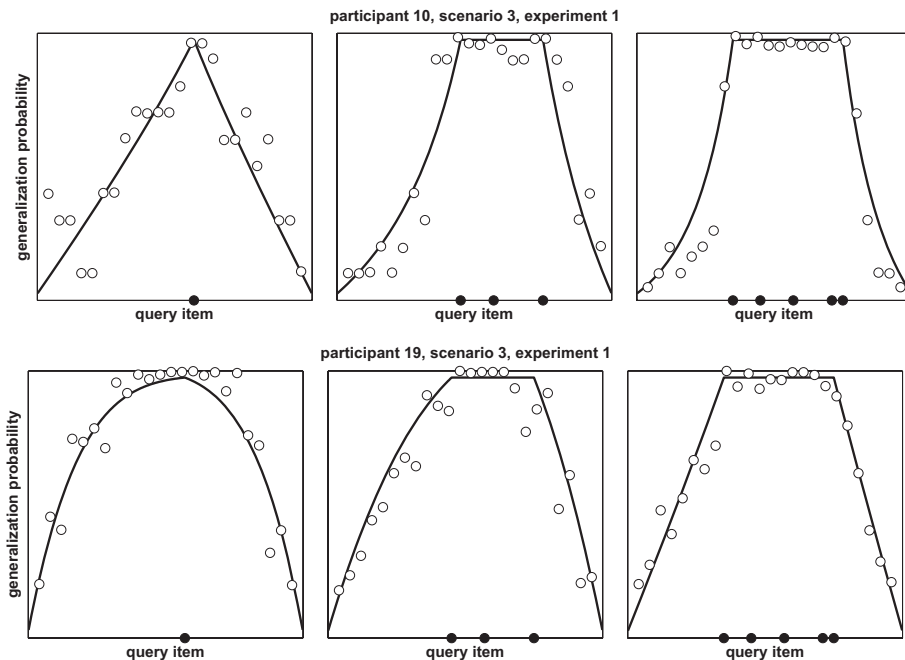 participant 10, scenario 3, experiment 1
generalization probability
query item
query item
query item
participant 19, scenario 3, experiment 1
generalization probability
query item
query item
query item